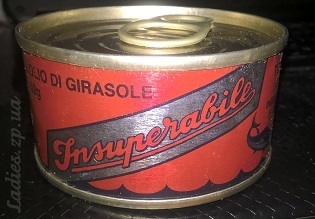 OLIO DI GIRASOLE
Insuperabile
Ladies.zp.ua